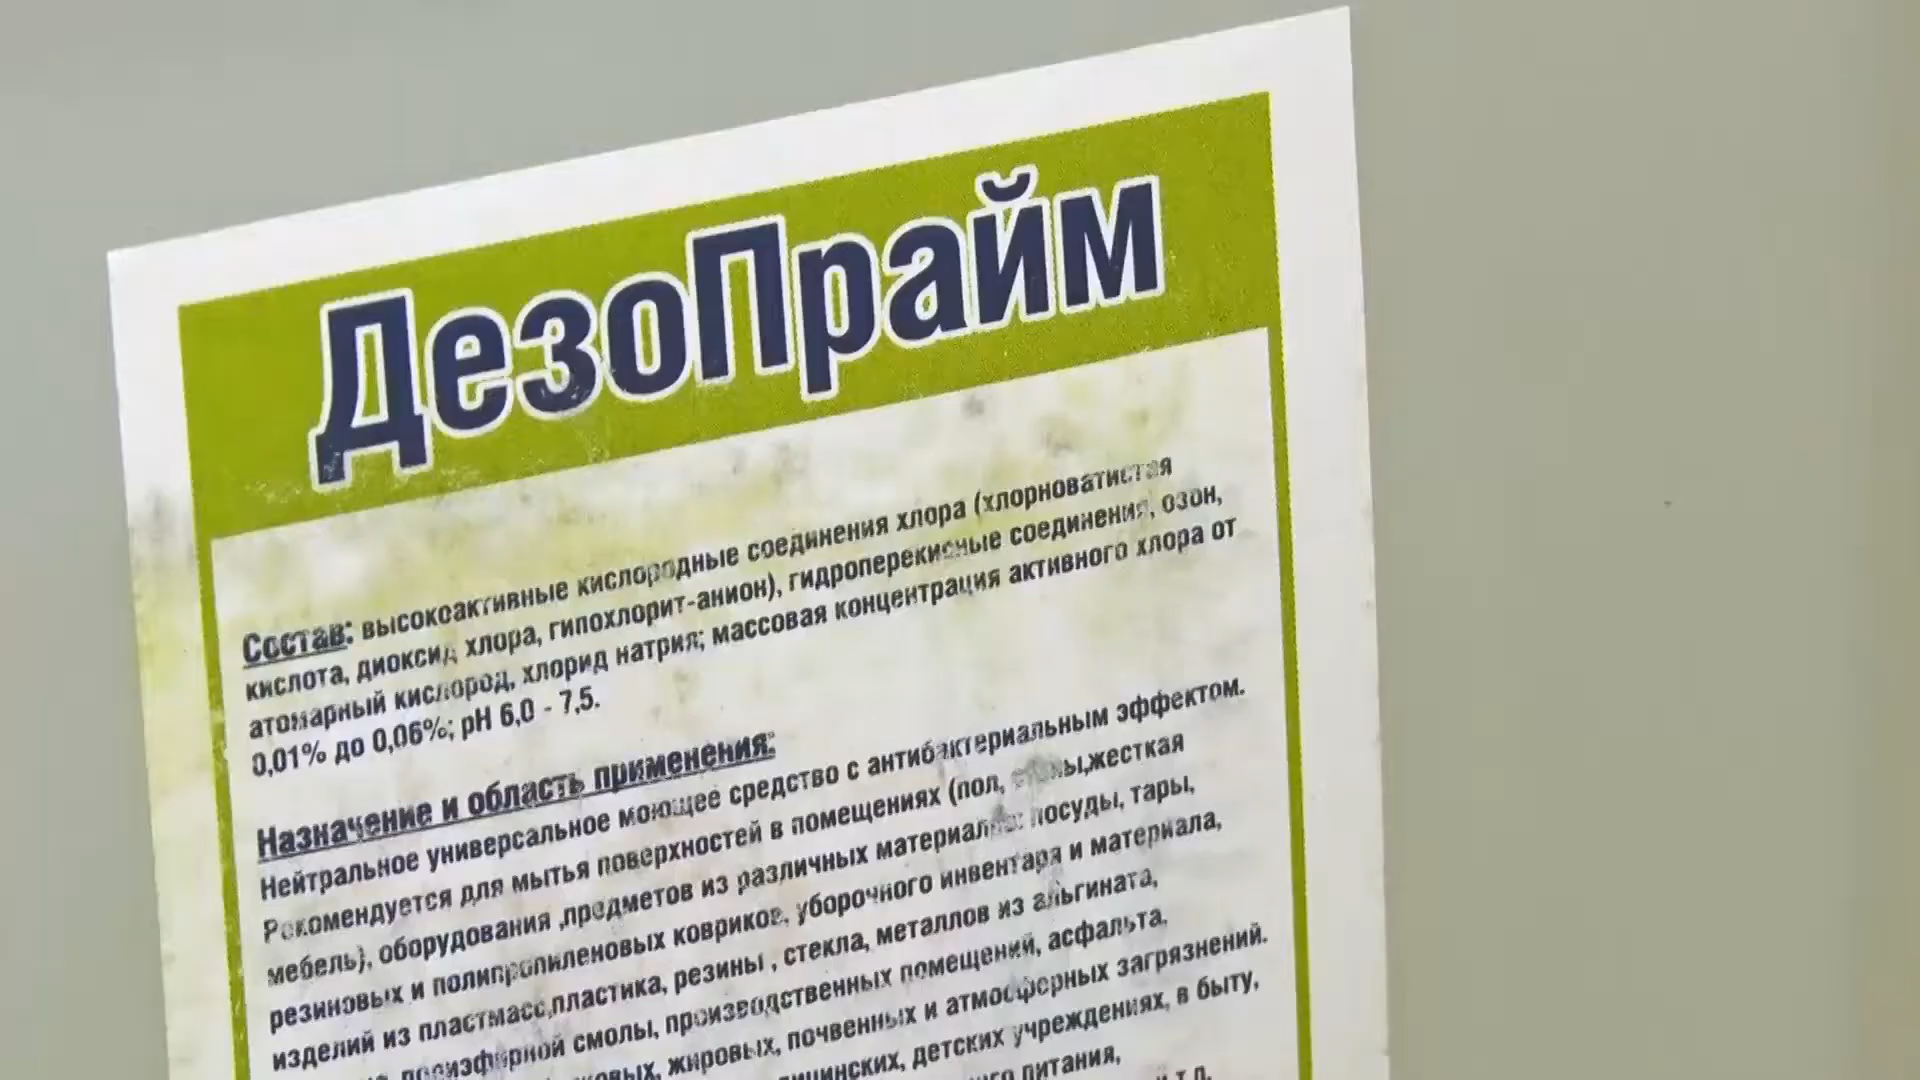 ДезоПрайм
Состав: высокоактивные кислородные соединения хлора (хлорноватистая
кислота, диоксид хлора, гипохлорит-анион), гидроперекисные соединения, озон,
атомарный кислород, хлорид натрия; массовая концентрация активного хлора от
0,01% до 0,06%; pH 6,0 - 7,5.
Назначение и область применения:
Нейтральное универсальное моющее средство с антибактериальным эффектом.
Рекомендуется для мытья поверхностей в помещениях (пол, стены,жесткая
мебель), оборудования ,предметов из различных материалов: посуды, тары,
резиновых и полипропиленовых ковриков, уборочного инвентаря и материала,
изделий из пластмасс,пластика, резины , стекла, металлов из альгината,
полиэфирной смолы, производственных помещений, асфальта,
жировых, почвенных и атмосферных загрязнений.
детских учреждениях, в быту,
питания,
и т.п.